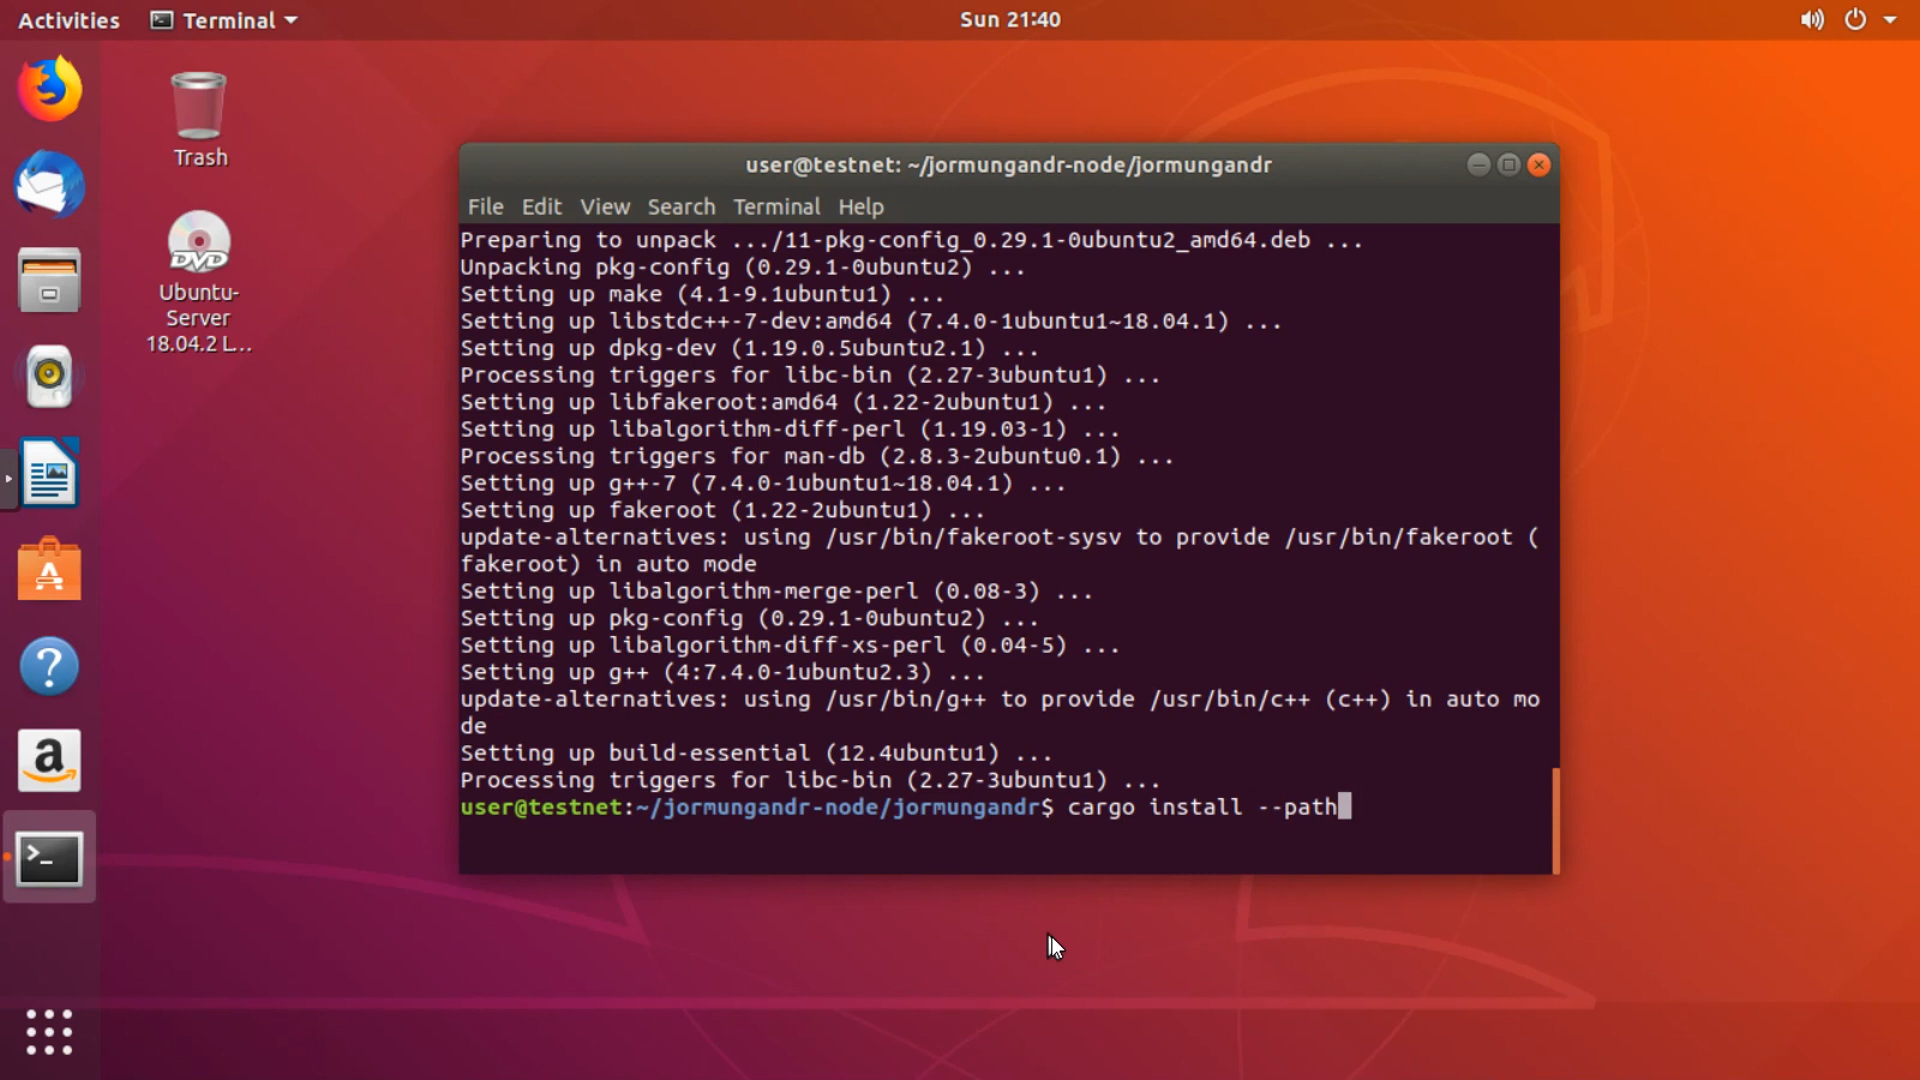 Activities Terminal Sun 21:40
Trash
Ubuntu-
Server
18.04.2 L...
user@testnet: ~/jormungandr-node/jormungandr
File Edit View Search Terminal Help
Preparing to unpack .../11-pkg-config_0.29.1-0ubuntu2_amd64.deb ...
Unpacking pkg-config (0.29.1-0ubuntu2) ...
Setting up make (4.1-9.1ubuntu1) ...
Setting up libstdc++-7-dev:amd64 (7.4.0-1ubuntu1~18.04.1) ...
Setting up dpkg-dev (1.19.0.5ubuntu2.1) ...
Processing triggers for libc-bin (2.27-3ubuntu1) ...
Setting up libfakeroot:amd64 (1.22-2ubuntu1) ...
Setting up libalgorithm-diff-perl (1.19.03-1) ...
Processing triggers for man-db (2.8.3-2ubuntu0.1) ...
Setting up g++-7 (7.4.0-1ubuntu1~18.04.1) ...
Setting up fakeroot (1.22-2ubuntu1) ...
update-alternatives: using /usr/bin/fakeroot-sysv to provide /usr/bin/fakeroot (
fakeroot) in auto mode
Setting up libalgorithm-merge-perl (0.08-3) ...
Setting up pkg-config (0.29.1-0ubuntu2) ...
Setting up libalgorithm-diff-xs-perl (0.04-5) ...
Setting up g++ (4:7.4.0-1ubuntu2.3) ...
update-alternatives: using /usr/bin/g++ to provide /usr/bin/c++ (c++) in auto mo
de
Setting up build-essential (12.4ubuntu1) ...
Processing triggers for libc-bin (2.27-3ubuntu1) ...
user@testnet:~/jormungandr-node/jormungandr$ cargo install --path